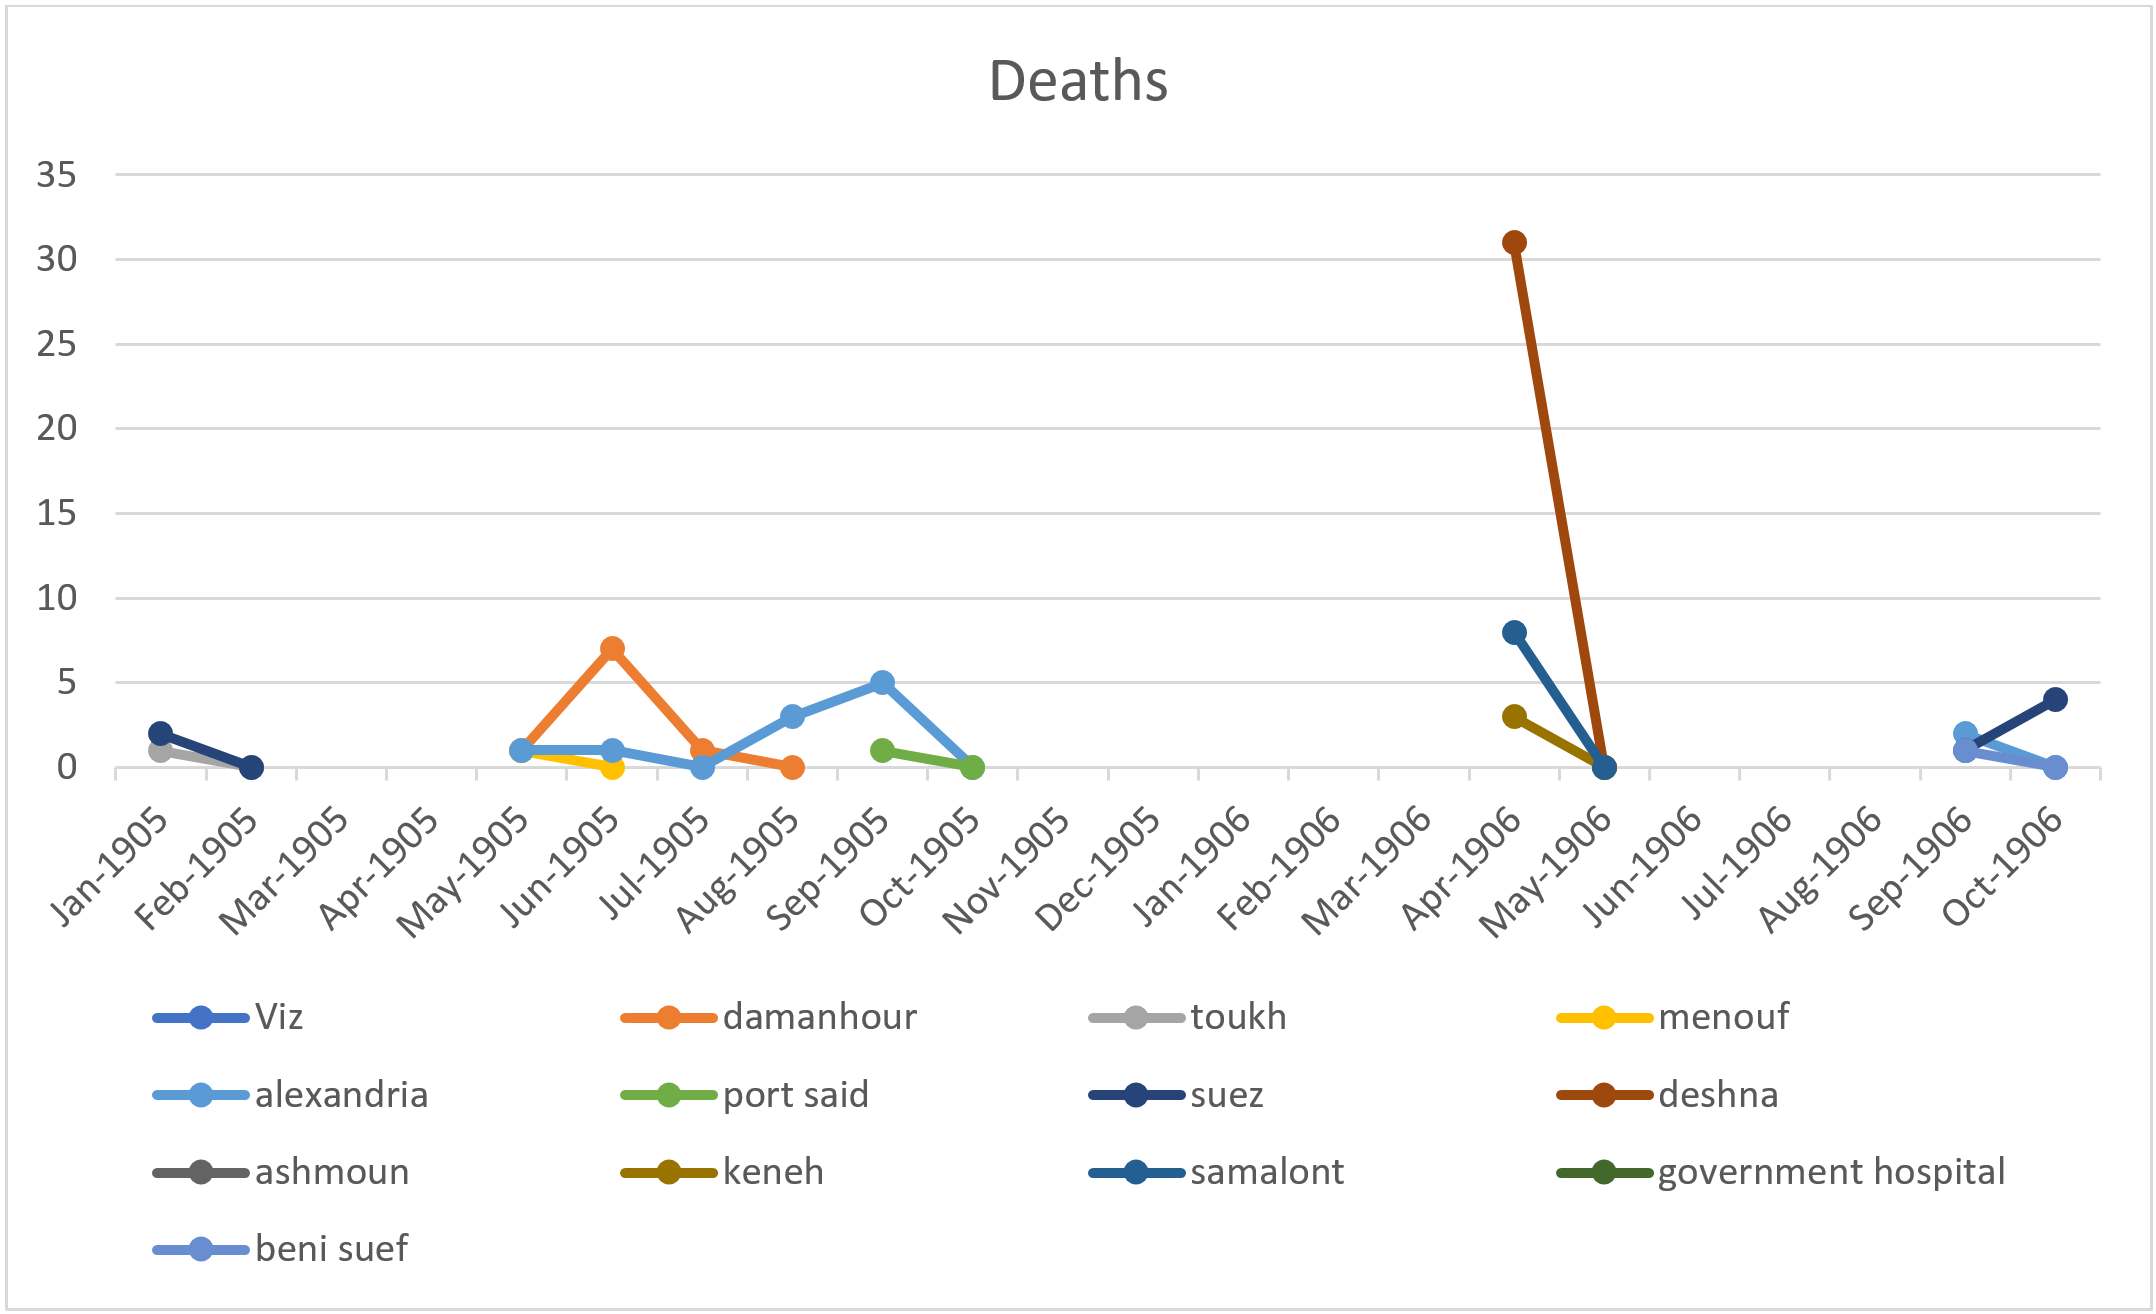 Deaths
35
30
25
20
15
10
5
0
Jan-1905
Feb-1905
Mar-1905
Apr-1905
May-1905
Jun-1905
Jul-1905
Aug-1905
Sep-1905
Oct-1905
Nov-1905
Dec-1905
Jan-1906
Feb-1906
Mar-1906
Apr-1906
May-1906
Jun-1906
Jul-1906
Aug-1906
Sep-1906
Oct-1906
Viz damanhour toukh menouf
alexandria port said suez deshna
ashmoun keneh samalont government hospital
beni suef